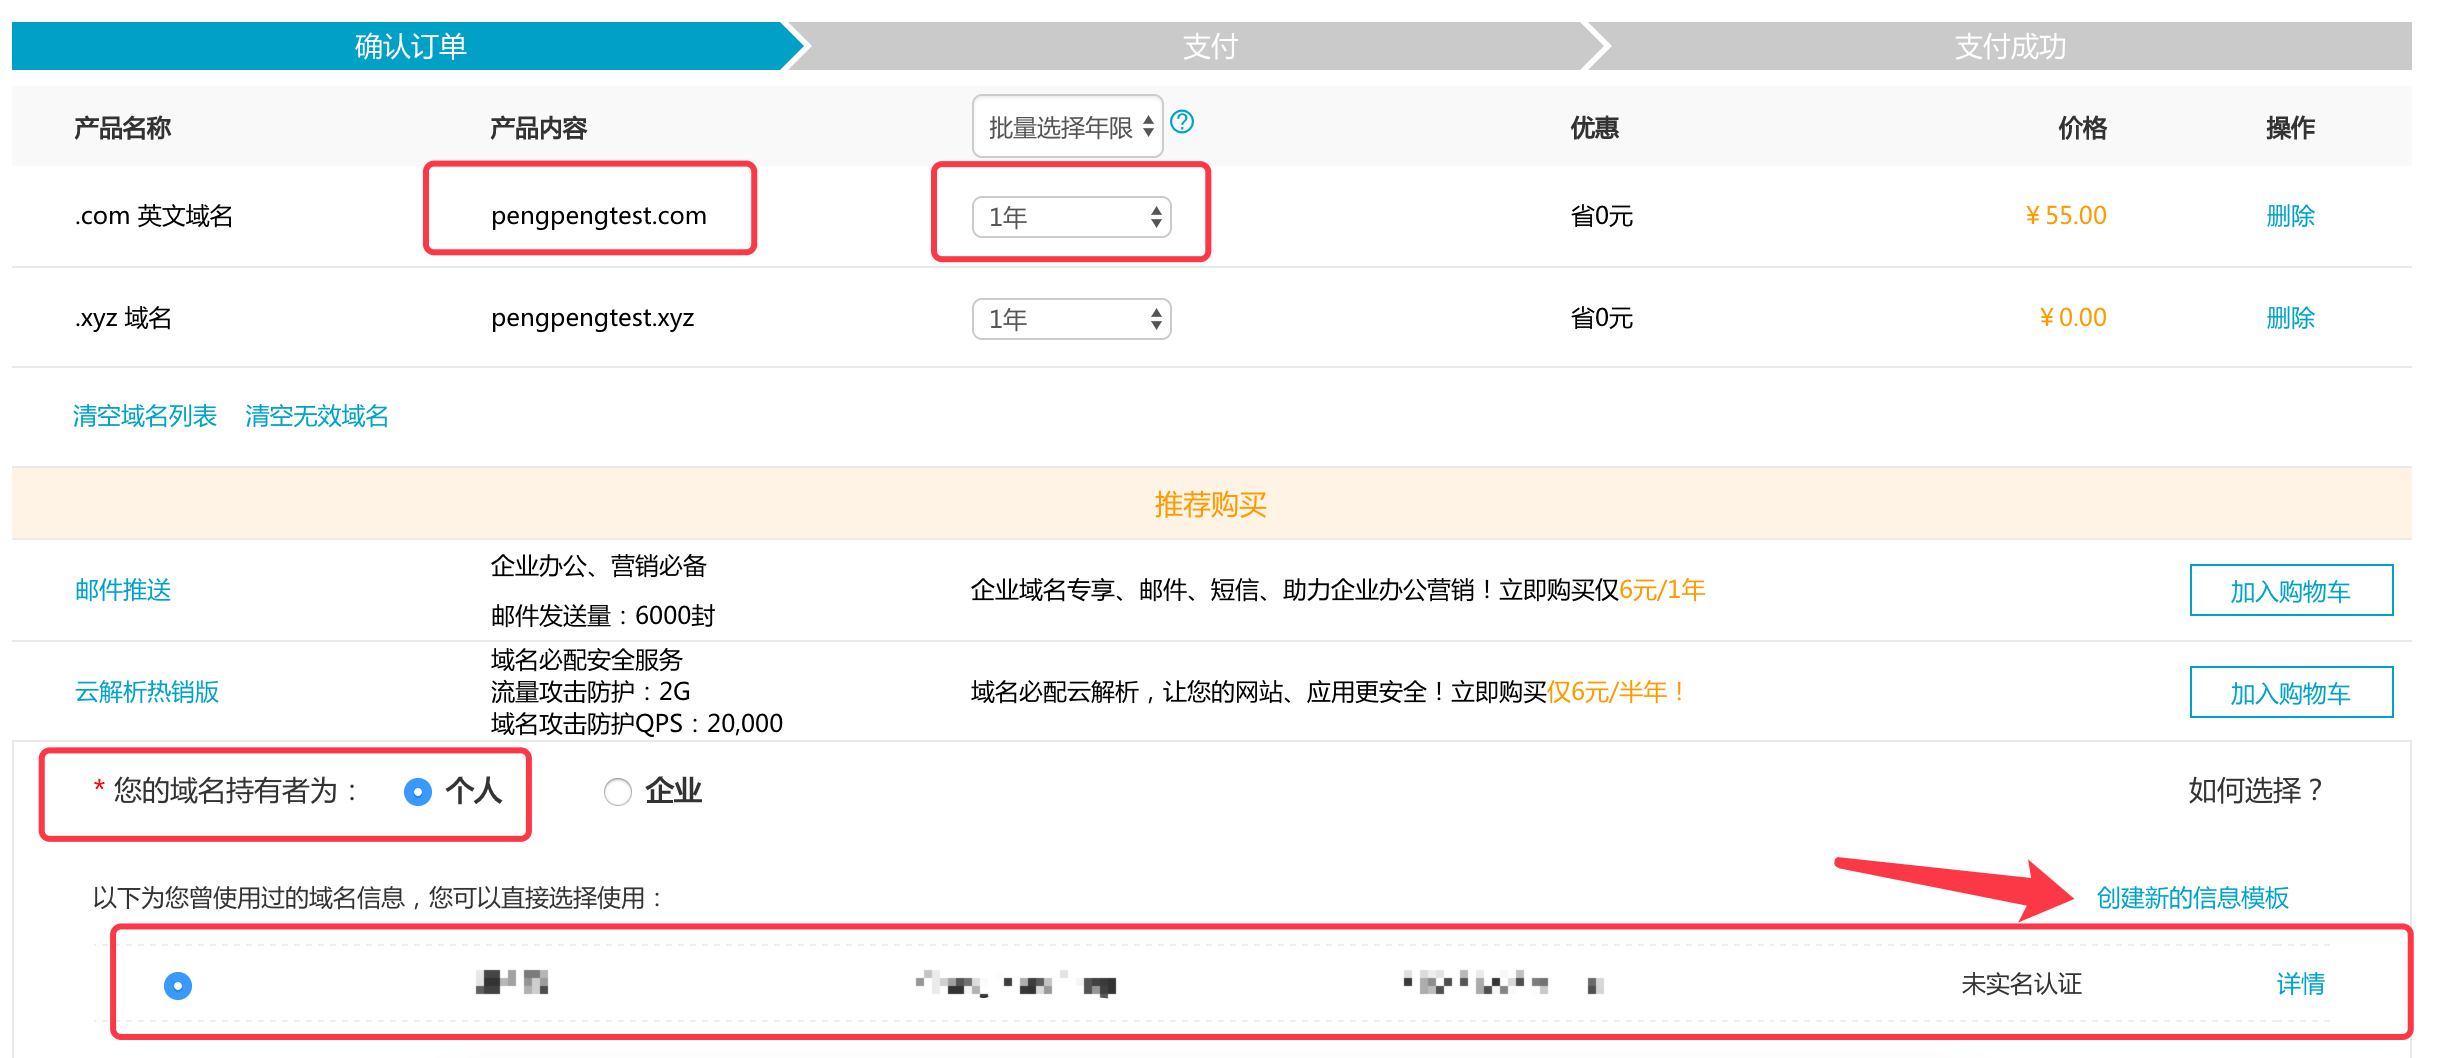 确认订单
支付
支付成功
产品名称 产品内容 批量选择年限 优惠 价格 操作
.com 英文域名 pengpengtest.com 1年 省0元 ¥ 55.00 删除
.xyz 域名 pengpengtest.xyz 1年 省0元 ¥ 0.00 删除
清空域名列表 清空无效域名
推荐购买
邮件推送 企业办公、营销必备
邮件发送量：6000封
企业域名专享、邮件、短信、助力企业办公营销！立即购买仅6元/1年 加入购物车
云解析热销版 域名必配安全服务
流量攻击防护：2G
域名攻击防护QPS：20,000
域名必配云解析，让您的网站、应用更安全！立即购买仅6元/半年！ 加入购物车
* 您的域名持有者为： 个人 企业 如何选择？
以下为您曾使用过的域名信息，您可以直接选择使用： 创建新的信息模板
未实名认证 详情